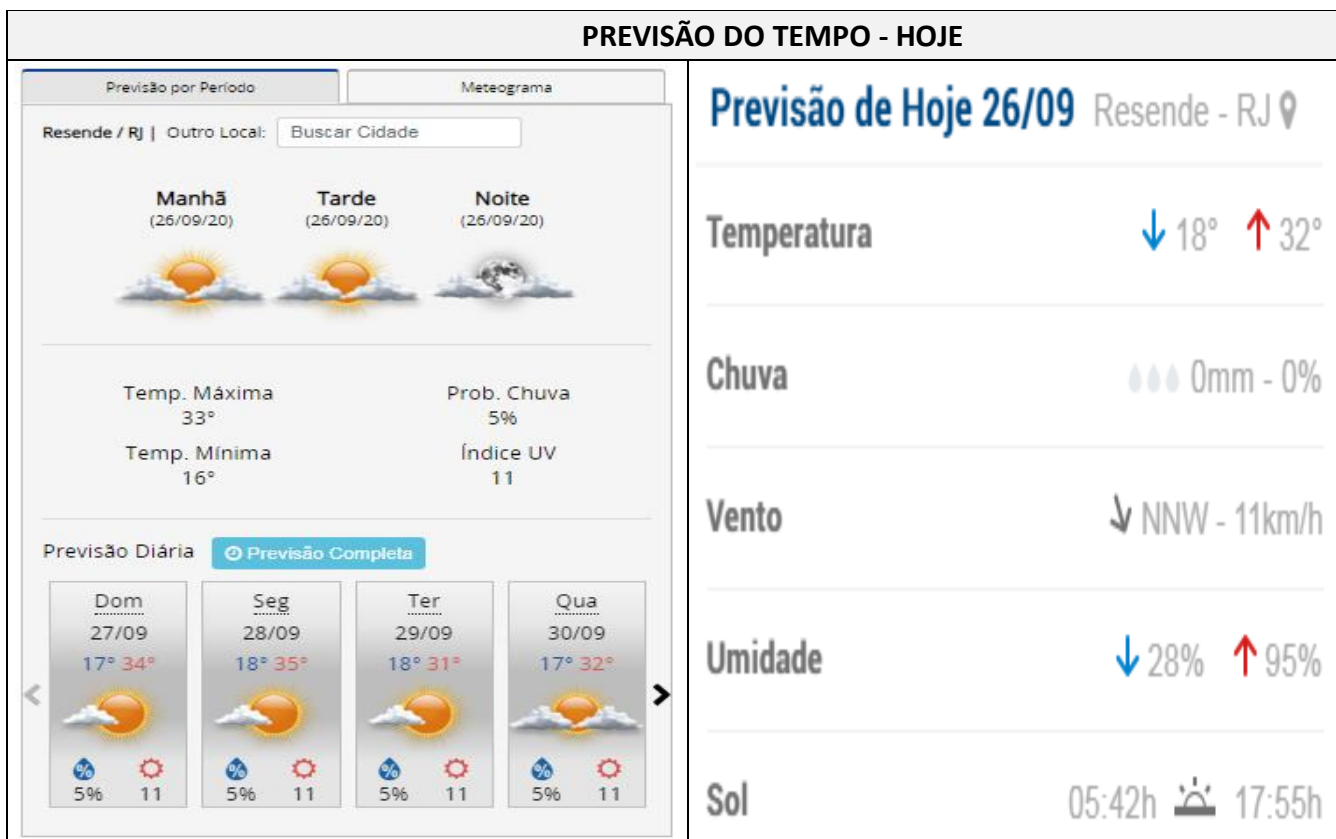 PREVISÃO DO TEMPO - HOJE
Previsão por Período
Meteograma
Resende / RJ | Outro Local: Buscar Cidade
Manhã Tarde Noite
(26/09/20) (26/09/20) (26/09/20)
Temp. Máxima Prob. Chuva
33° 5%
Temp. Mínima Índice UV
16° 11
Previsão Diária Previsão Completa
Dom Seg Ter Qua
27/09 28/09 29/09 30/09
17° 34° 18° 35° 18° 31° 17° 32°
% % % %
5% 11 5% 11 5% 11 5% 11
Previsão de Hoje 26/09 Resende - RJ
Temperatura 18° 32°
Chuva 0mm - 0%
Vento NNW - 11km/h
Umidade 28% 95%
Sol 05:42h 17:55h